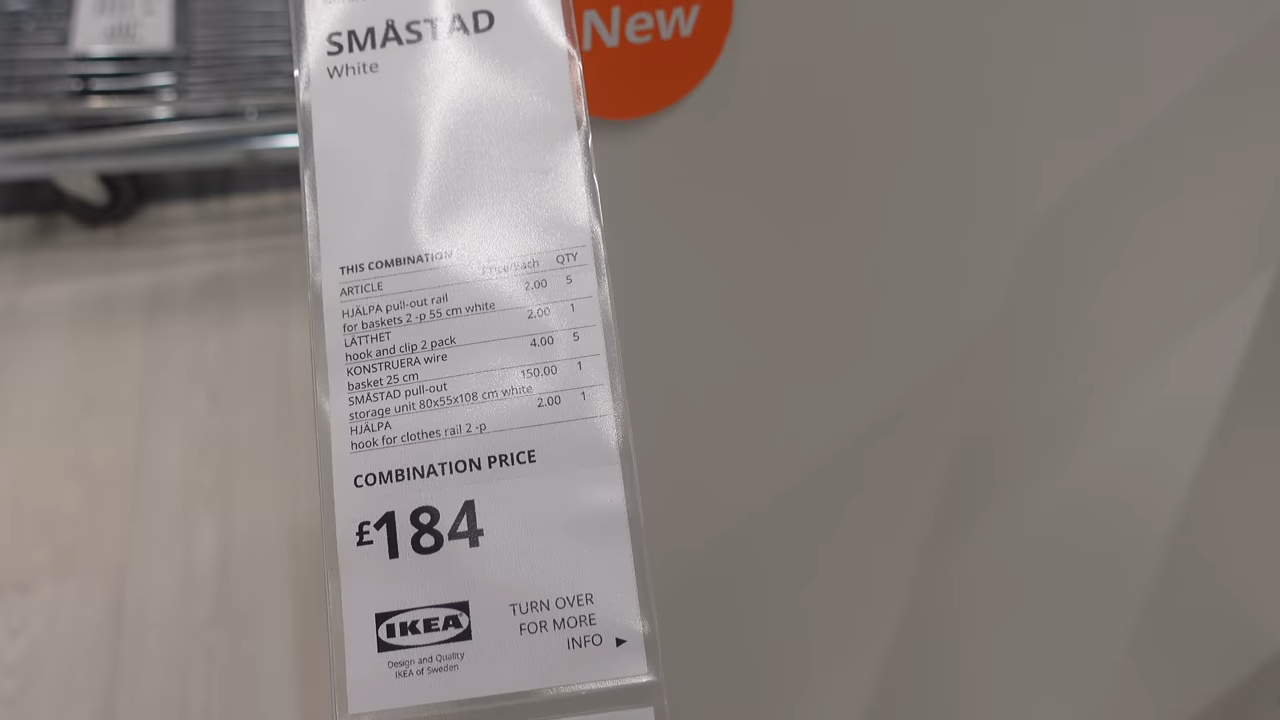 SMÅSTAD
White
New
THIS COMBINATION
ARTICLE Price/Each QTY
HJÄLPA pull-out rail 2.00 5
for baskets 2 -p 55 cm white
LÄTTHET 2.00 1
hook and clip 2 pack
KONSTRUERA wire 4.00 5
basket 25 cm
SMÅSTAD pull-out 150.00 1
storage unit 80x55x108 cm white
HJÄLPA 2.00 1
hook for clothes rail 2 -p
COMBINATION PRICE
£184
IKEA
Design and Quality
IKEA of Sweden
TURN OVER
FOR MORE
INFO ►